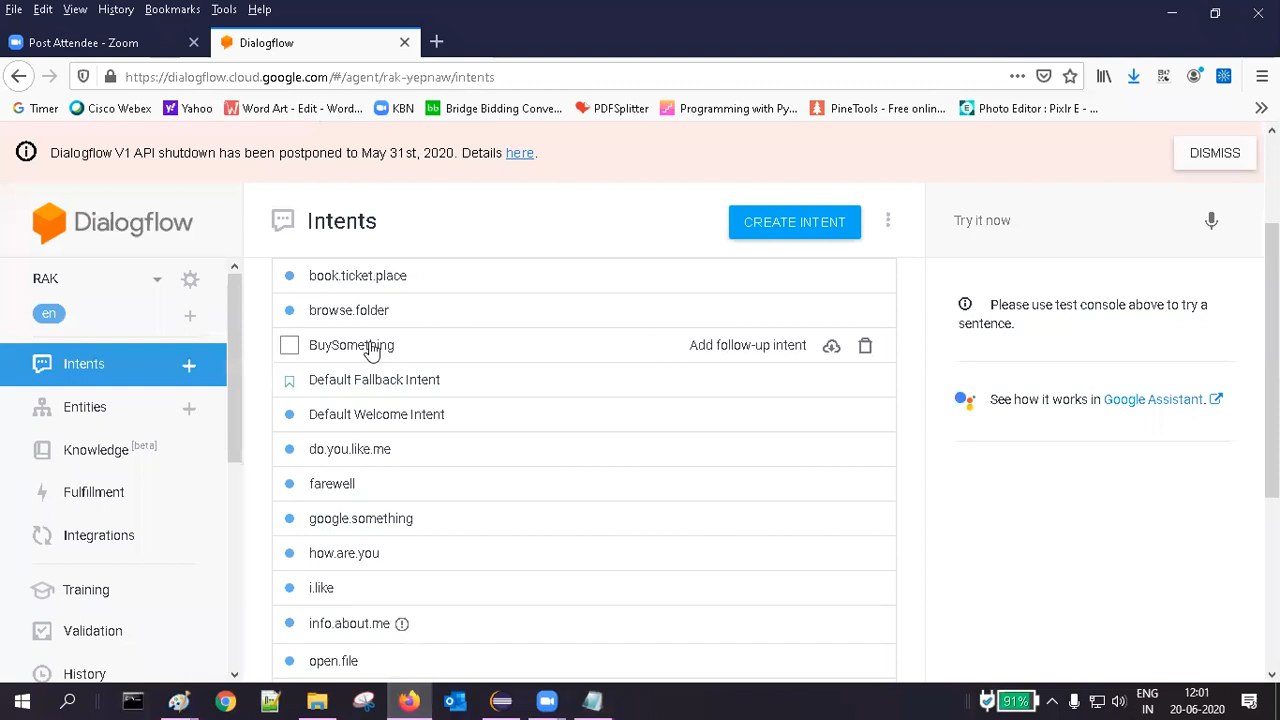 File Edit View History Bookmarks Tools Help
Post Attendee - Zoom
Dialogflow
https://dialogflow.cloud.google.com/#/agent/rak-yepnaw/intents
Timer Cisco Webex Yahoo Word Art - Edit - Word... KBN Bridge Bidding Conve... PDFSplitter Programming with Py... PineTools - Free onlin... Photo Editor : Pixlr E - ...
Dialogflow V1 API shutdown has been postponed to May 31st, 2020. Details here.
DISMISS
Dialogflow
Intents
CREATE INTENT
Try it now
RAK
en
Intents
Entities
Knowledge [beta]
Fulfillment
Integrations
Training
Validation
History
book.ticket.place
browse.folder
BuySomething
Add follow-up intent
Default Fallback Intent
Default Welcome Intent
do.you.like.me
farewell
google.something
how.are.you
i.like
info.about.me
open.file
Please use test console above to try a
sentence.
See how it works in Google Assistant.
91%
ENG
IN
12:01
20-06-2020